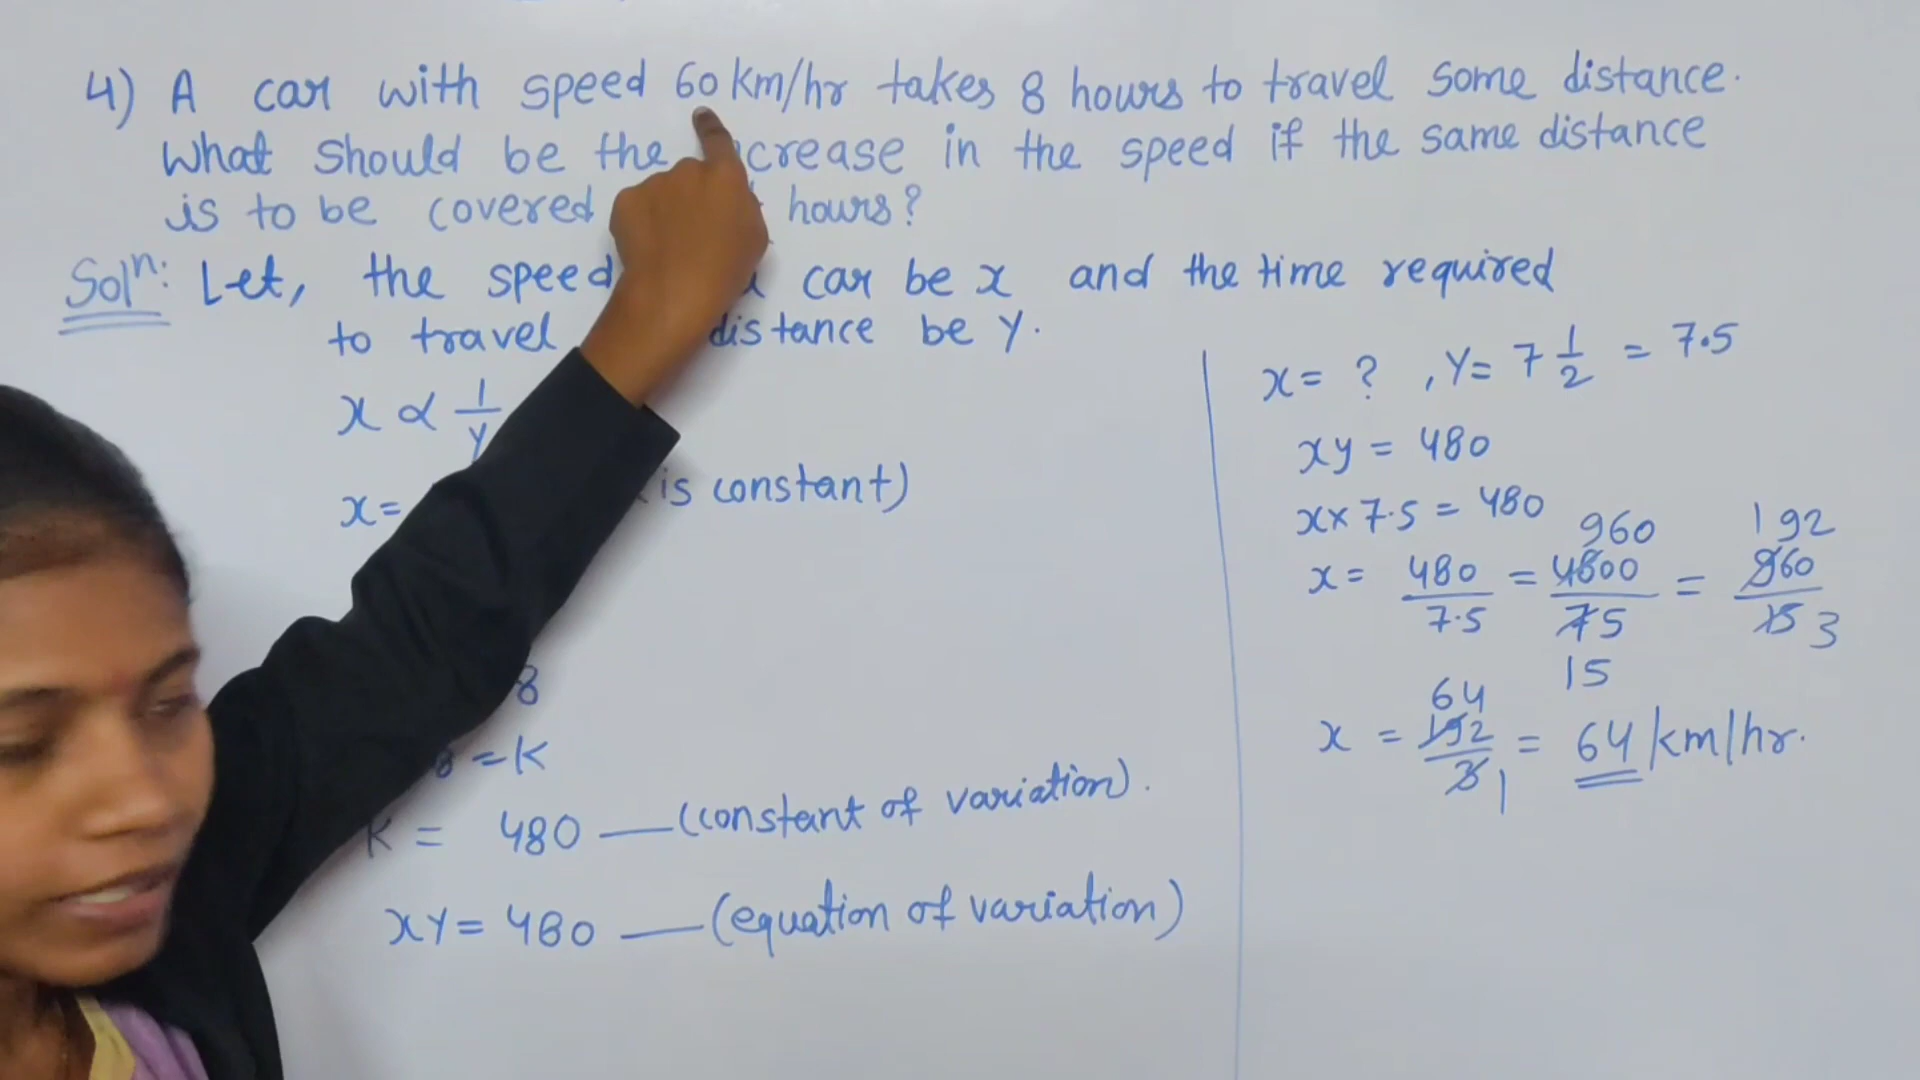 4) A car with speed 60 km/hr takes 8 hours to travel some distance.
What should be the crease in the speed if the same distance
is to be covered hours?
Solⁿ: Let, the speed car be x and the time required
to travel distance be Y.
x ∝ 1/Y
x=
is constant)
8
8 = K
K = 480 — (constant of variation).
xY = 480 — (equation of variation)
x = ? , Y = 7 1/2 = 7.5
xy = 480
x × 7.5 = 480
960 192
x = 480/7.5 = 4800/75 = 960/15 3
15
64
x = 192/3 = 64 km/hr.
1